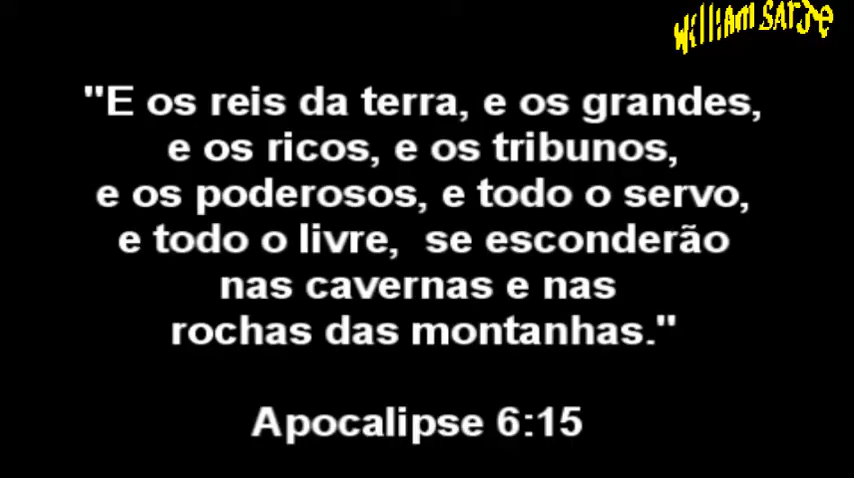 William Sarje
"E os reis da terra, e os grandes,
e os ricos, e os tribunos,
e os poderosos, e todo o servo,
e todo o livre, se esconderão
nas cavernas e nas
rochas das montanhas."
Apocalipse 6:15